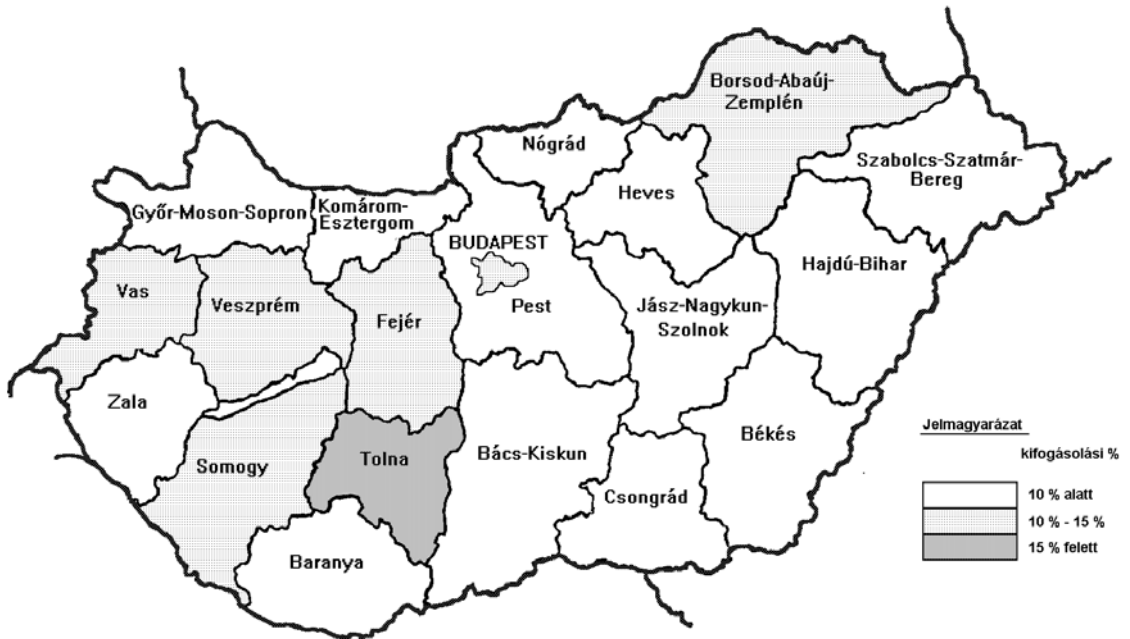 Borsod-Abaúj-
Zemplén
Nógrád
Szabolcs-Szatmár-
Bereg
Heves
Győr-Moson-Sopron
Komárom-
Esztergom
BUDAPEST
Hajdú-Bihar
Vas
Veszprém
Fejér
Pest
Jász-Nagykun-
Szolnok
Zala
Somogy
Tolna
Bács-Kiskun
Békés
Csongrád
Baranya
Jelmagyarázat
kifogásolási %
10 % alatt
10 % - 15 %
15 % felett